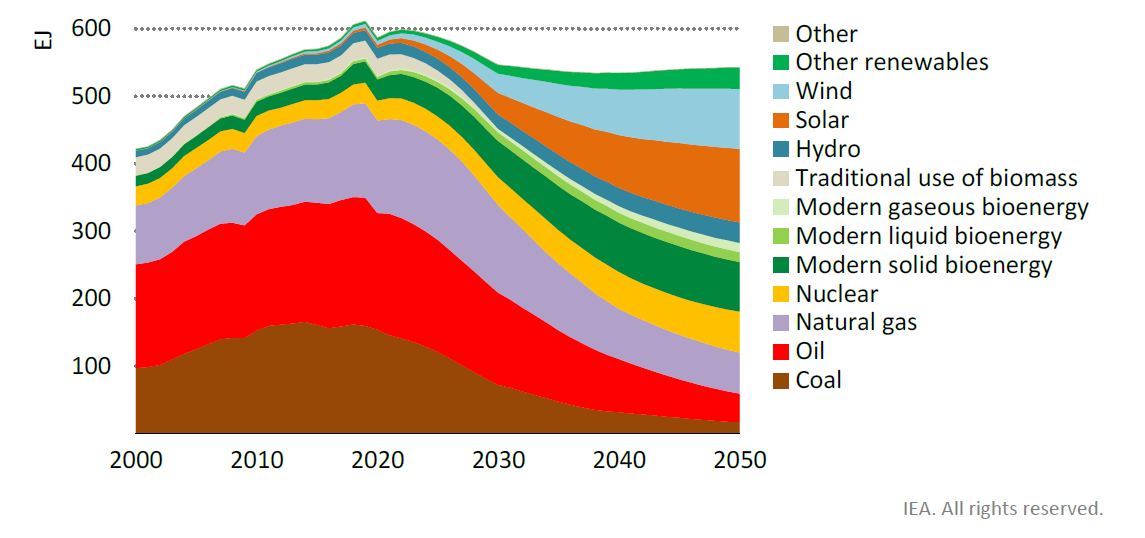 EJ
600
500
400
300
200
100
2000 2010 2020 2030 2040 2050
Other
Other renewables
Wind
Solar
Hydro
Traditional use of biomass
Modern gaseous bioenergy
Modern liquid bioenergy
Modern solid bioenergy
Nuclear
Natural gas
Oil
Coal
IEA. All rights reserved.